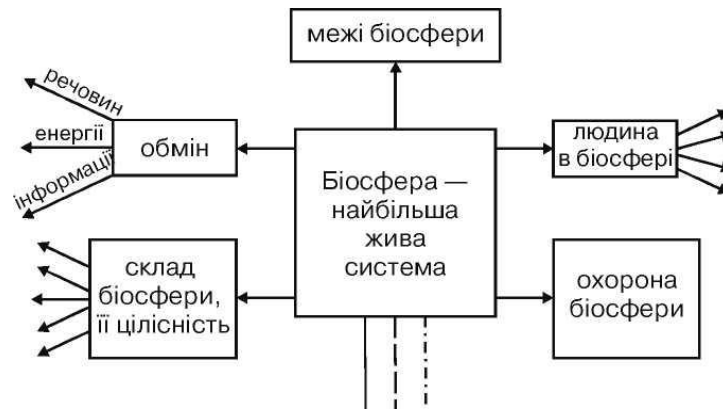 межі біосфери
речовин
енергії
інформації
обмін
Біосфера —
найбільша
жива
система
людина
в біосфері
склад
біосфери,
її цілісність
охорона
біосфери